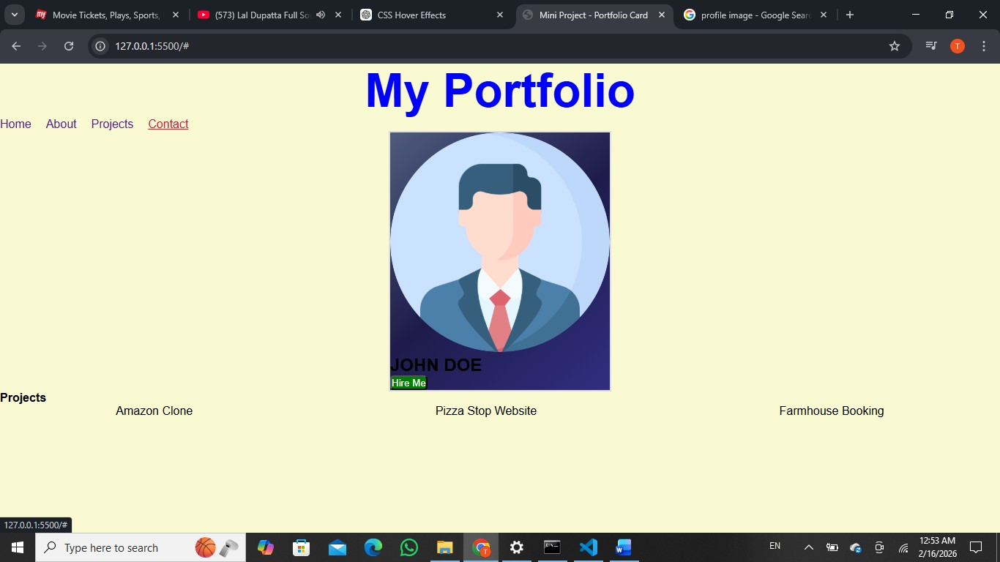 my Movie Tickets, Plays, Sports,
(573) Lal Dupatta Full So
CSS Hover Effects
Mini Project - Portfolio Card
profile image - Google Sear
127.0.0.1:5500/#
T
My Portfolio
Home About Projects Contact
JOHN DOE
Hire Me
Projects
Amazon Clone Pizza Stop Website Farmhouse Booking
127.0.0.1:5500/#
Type here to search
T
W
EN
12:53 AM
2/16/2026